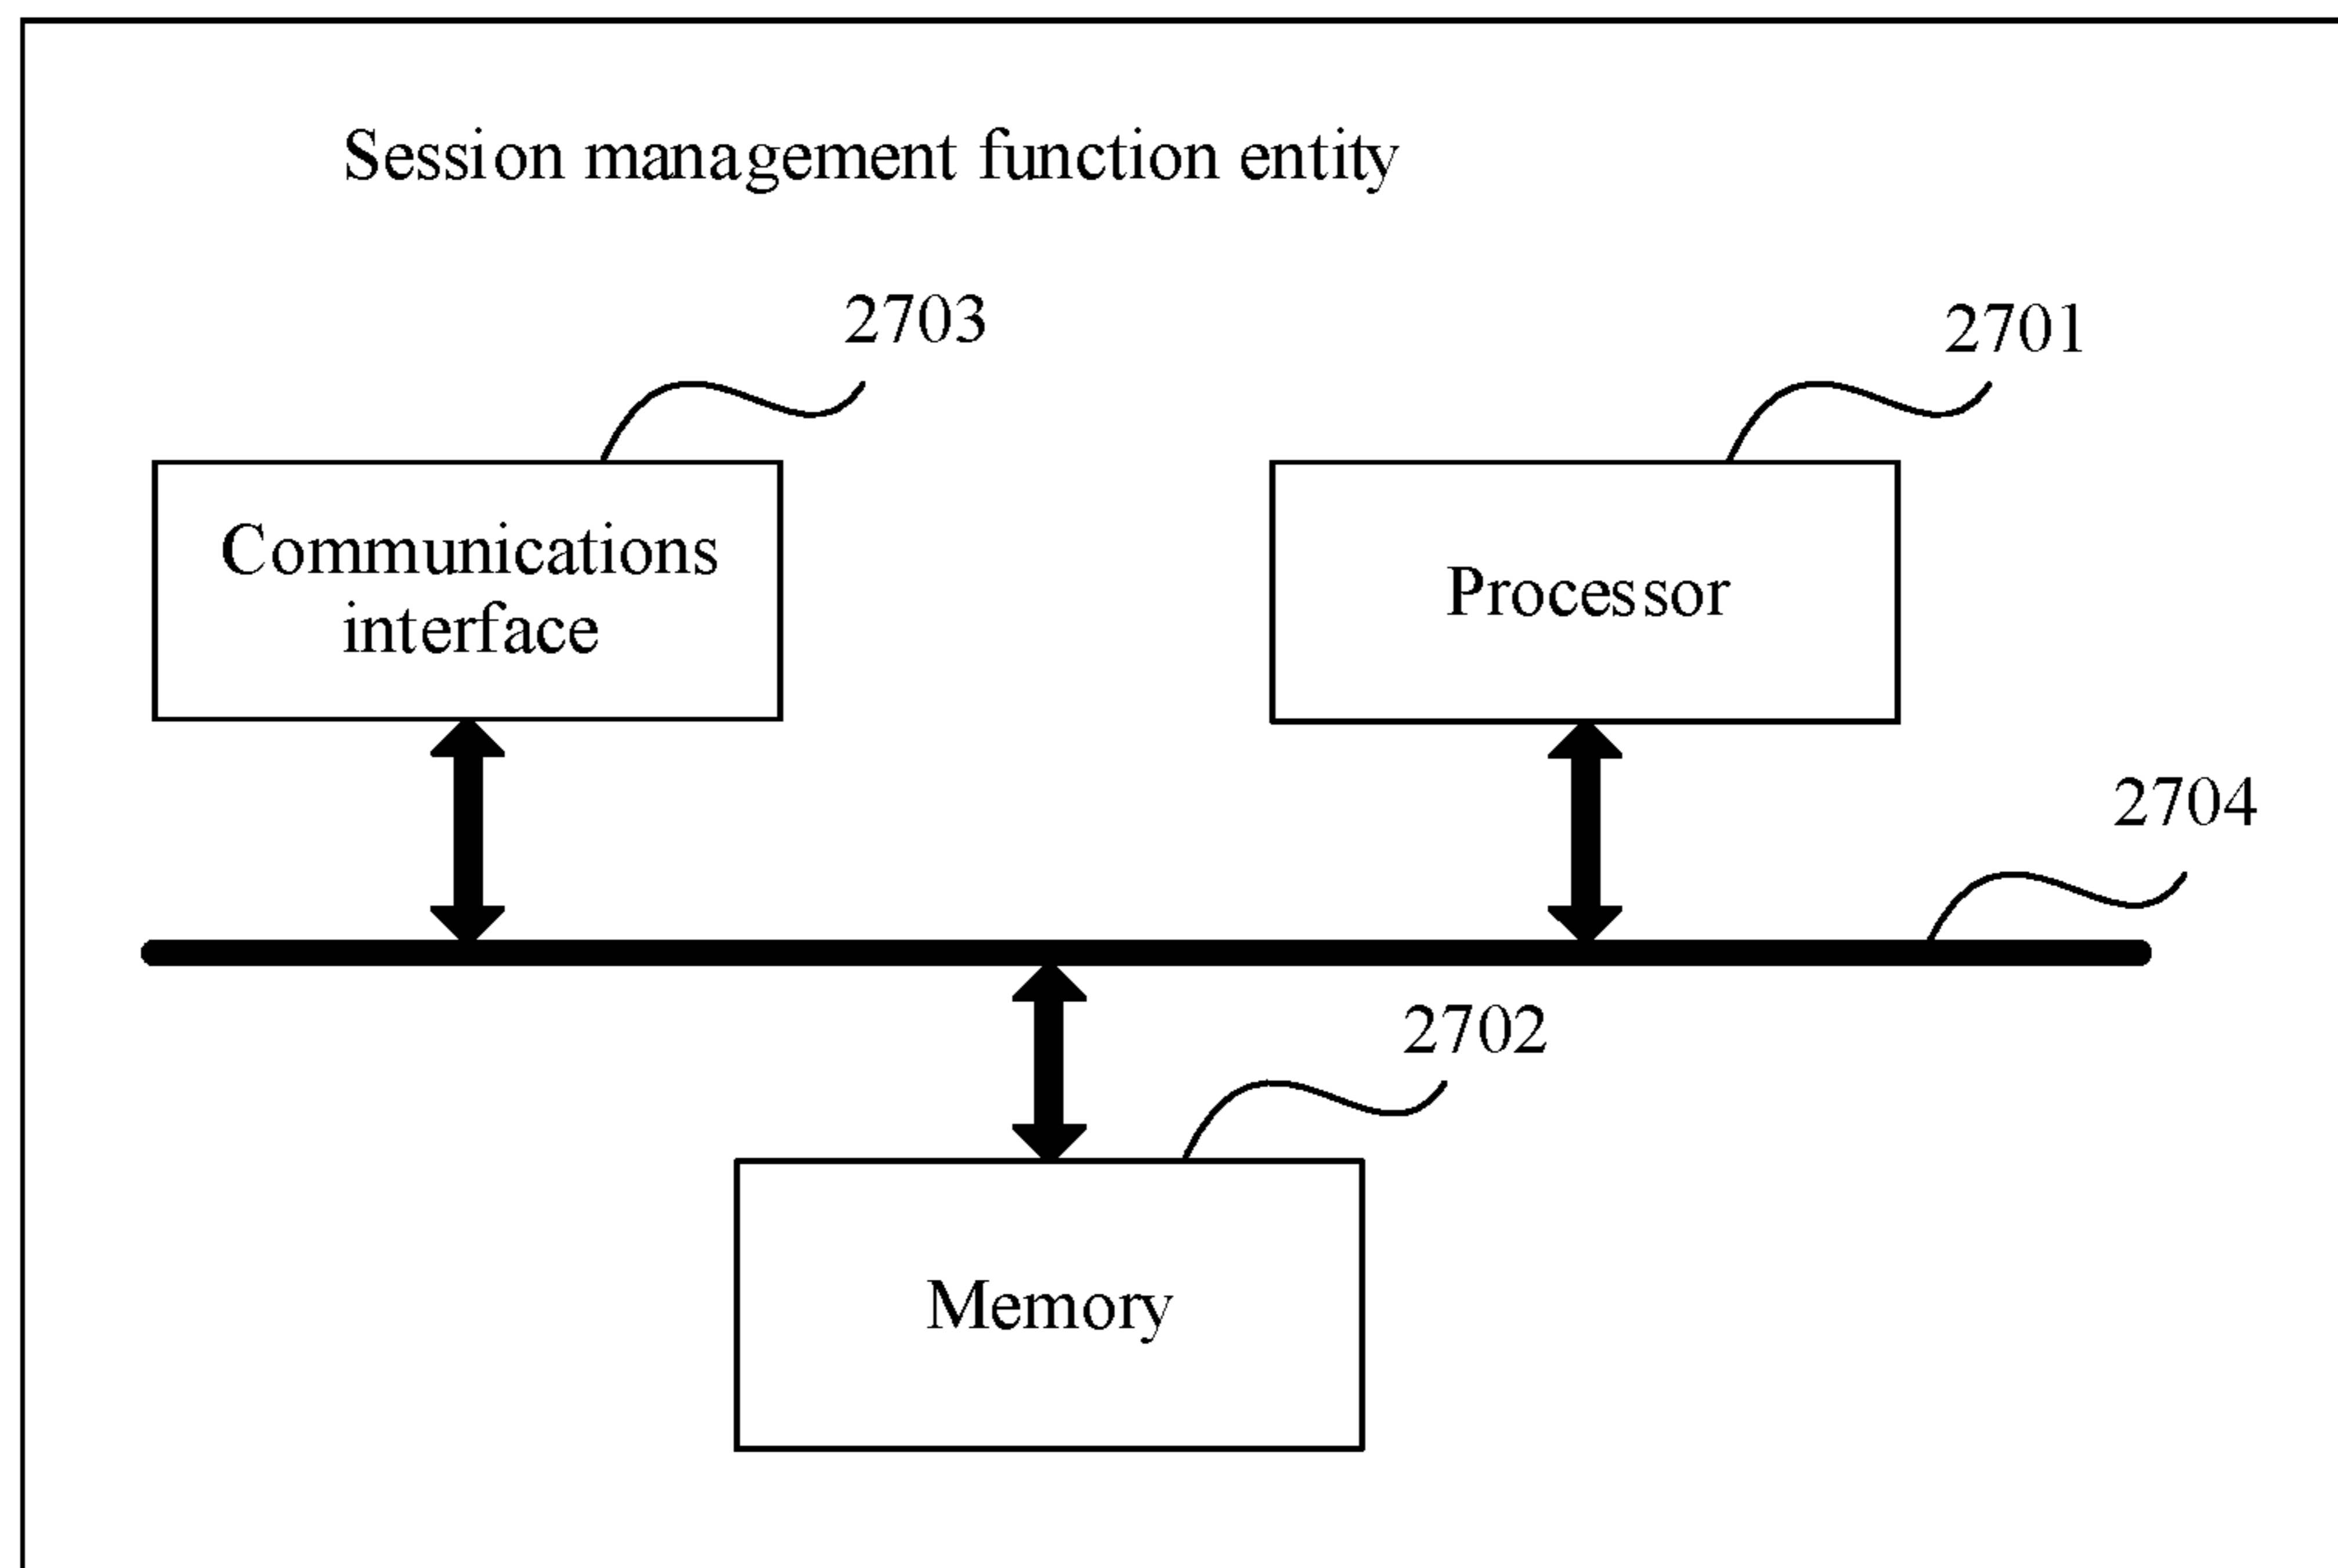 Session management function entity
2703
2701
Communications
interface
Processor
2704
2702
Memory